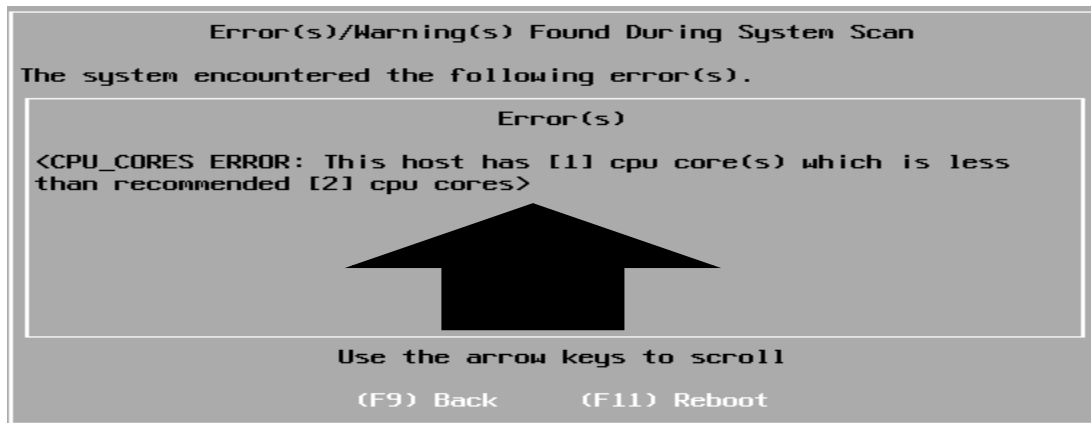 Error(s)/Warning(s) Found During System Scan
The system encountered the following error(s).
Error(s)
<CPU_CORES ERROR: This host has [1] cpu core(s) which is less
than recommended [2] cpu cores>
Use the arrow keys to scroll
(F9) Back (F11) Reboot